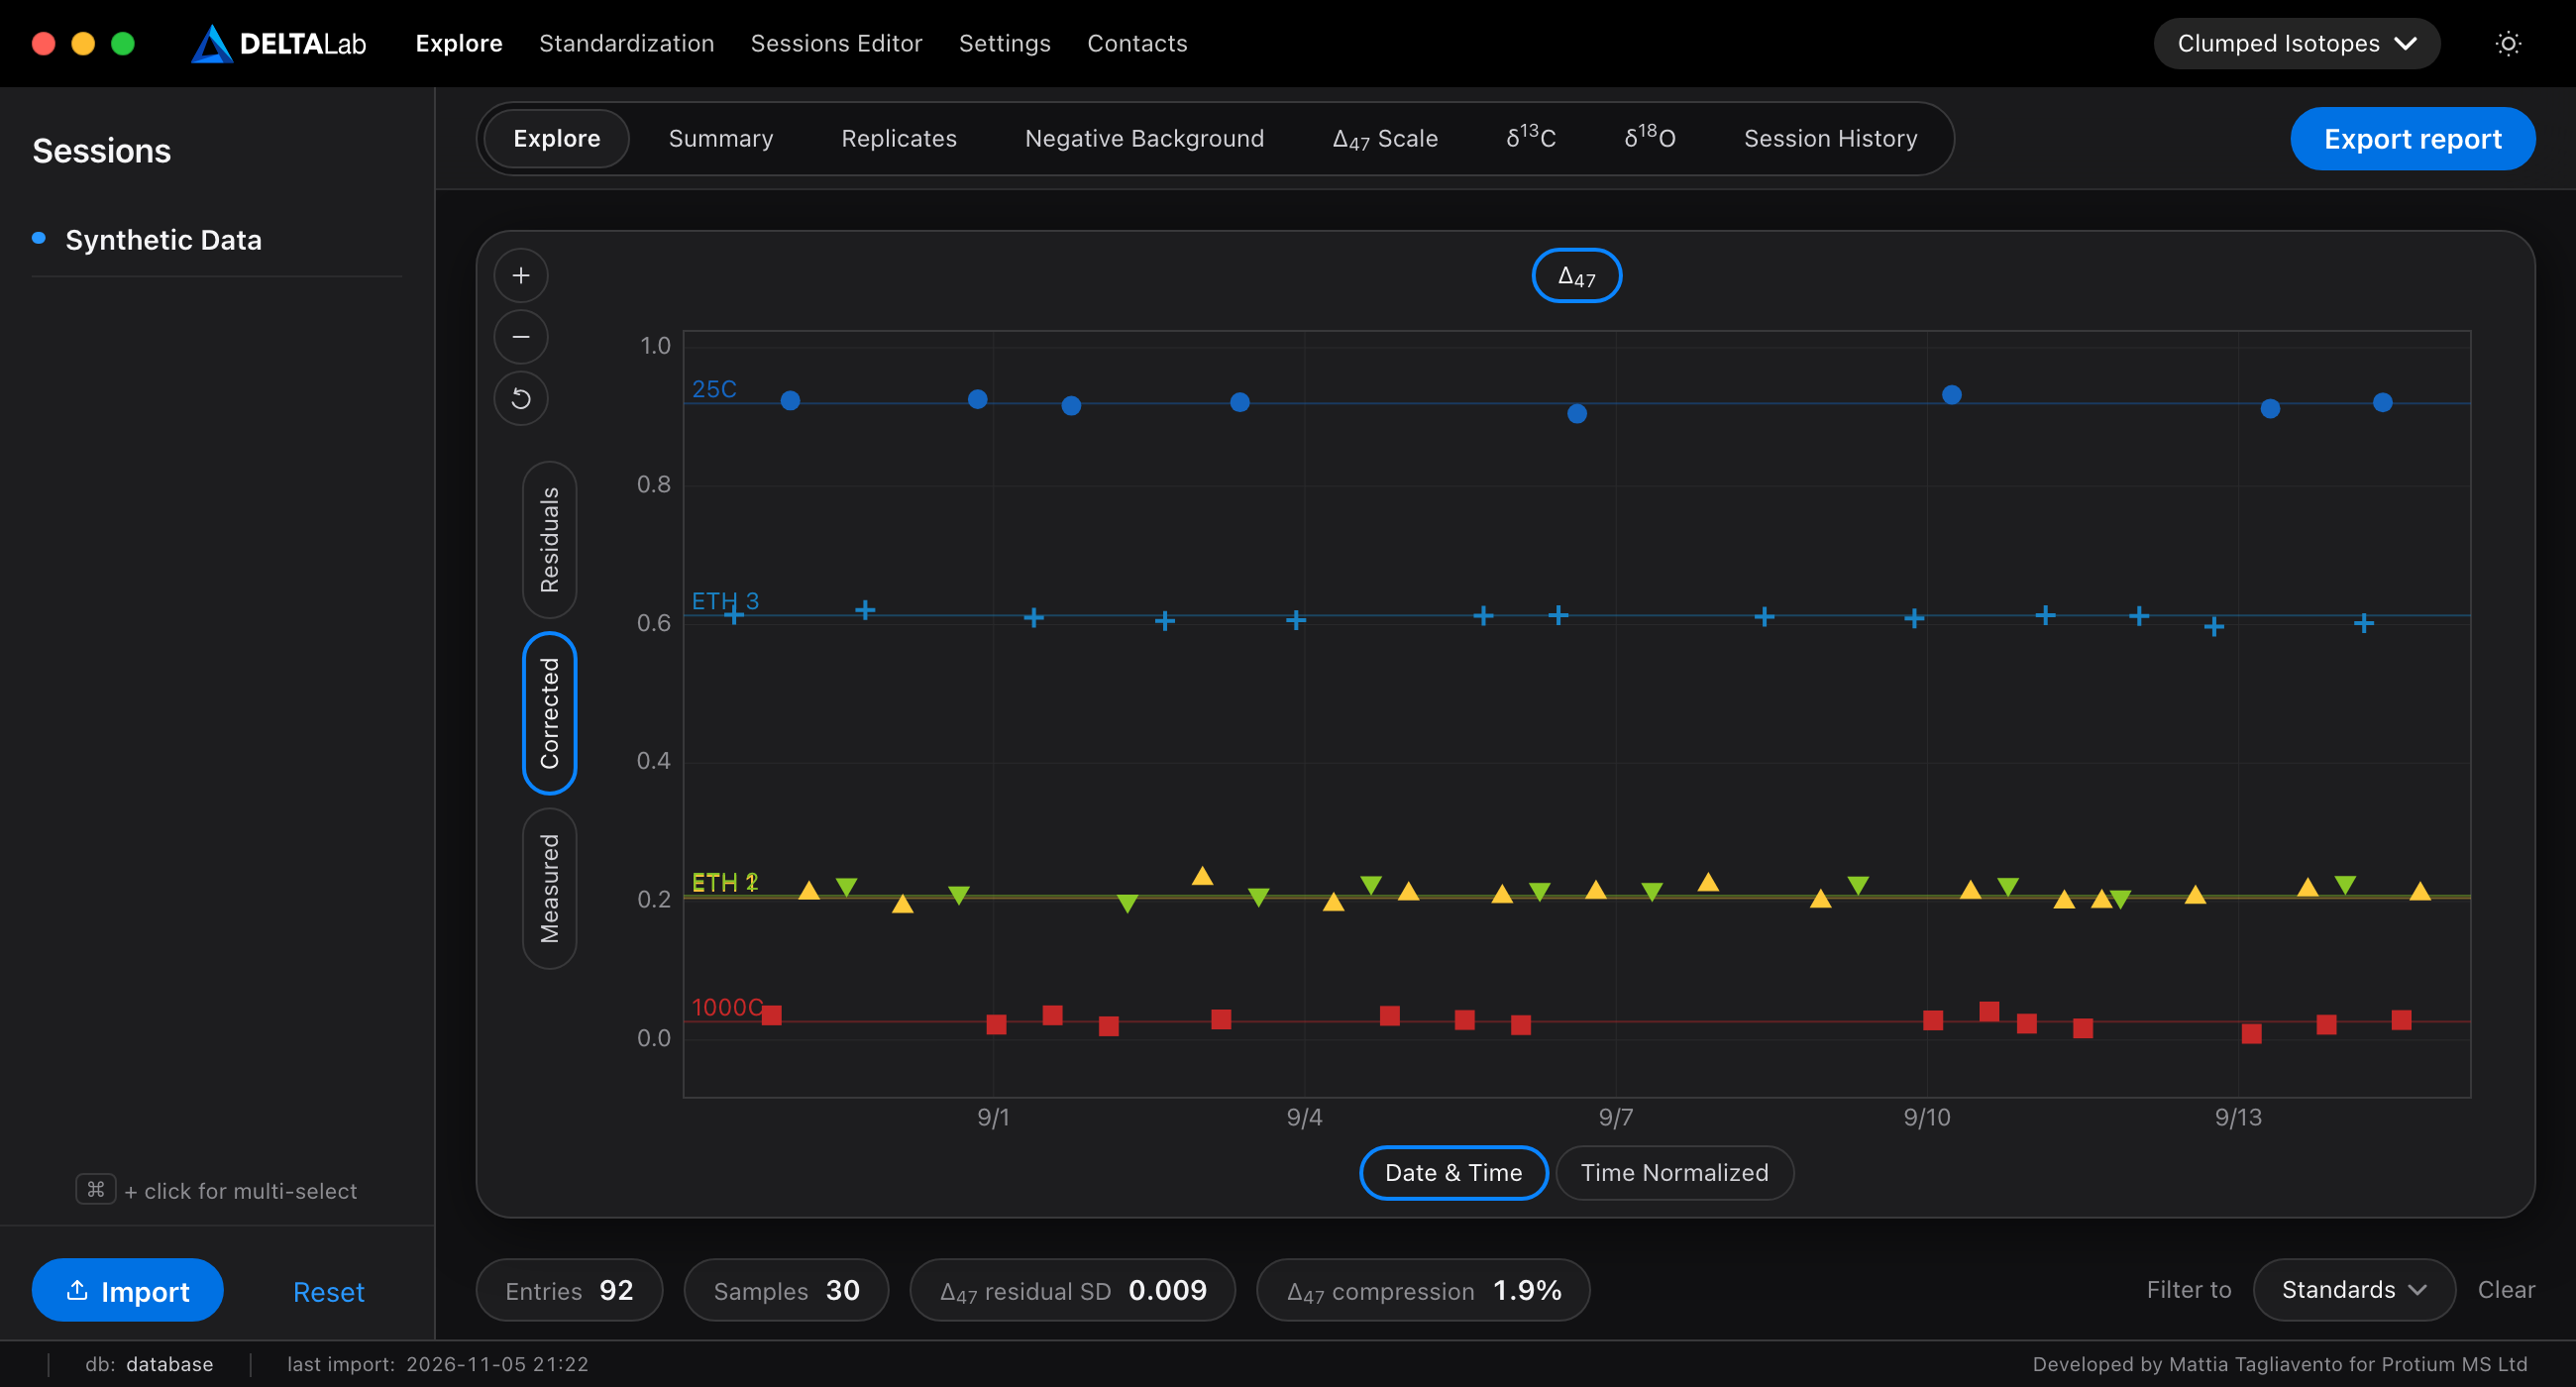 DELTALab Explore Standardization Sessions Editor Settings Contacts Clumped Isotopes
Sessions
Synthetic Data
⌘ + click for multi-select
Import Reset
Explore Summary Replicates Negative Background Δ47 Scale δ13C δ18O Session History Export report
+
−
Δ47
Residuals
Corrected
Measured
1.0
0.8
0.6
0.4
0.2
0.0
25C
ETH 3
ETH 2
ETH 1
1000C
9/1 9/4 9/7 9/10 9/13
Date & Time Time Normalized
Entries 92 Samples 30 Δ47 residual SD 0.009 Δ47 compression 1.9% Filter to Standards Clear
db: database last import: 2026-11-05 21:22 Developed by Mattia Tagliavento for Protium MS Ltd